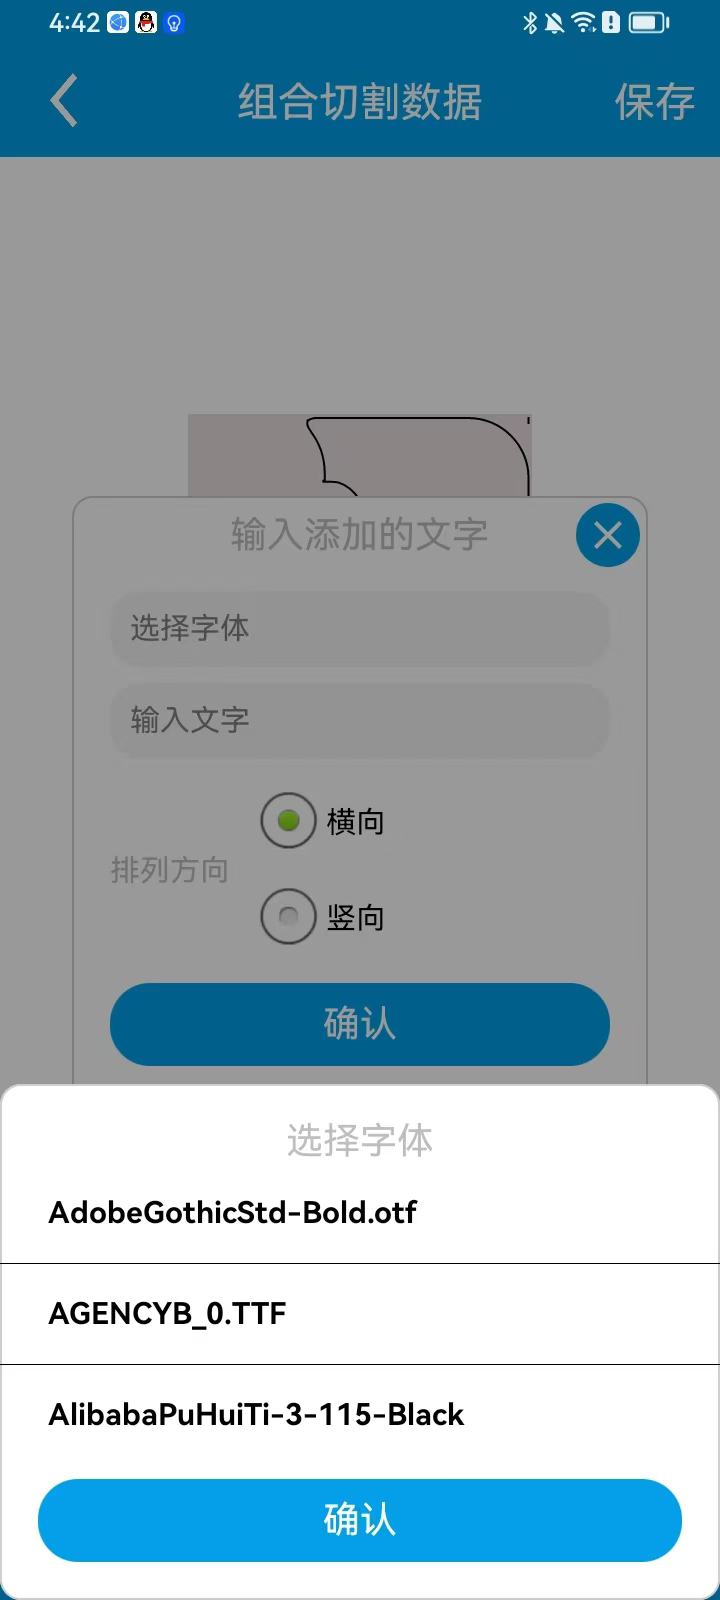 4:42
组合切割数据
保存
输入添加的文字
选择字体
输入文字
横向
排列方向
竖向
确认
选择字体
AdobeGothicStd-Bold.otf
AGENCYB_0.TTF
AlibabaPuHuiTi-3-115-Black
确认